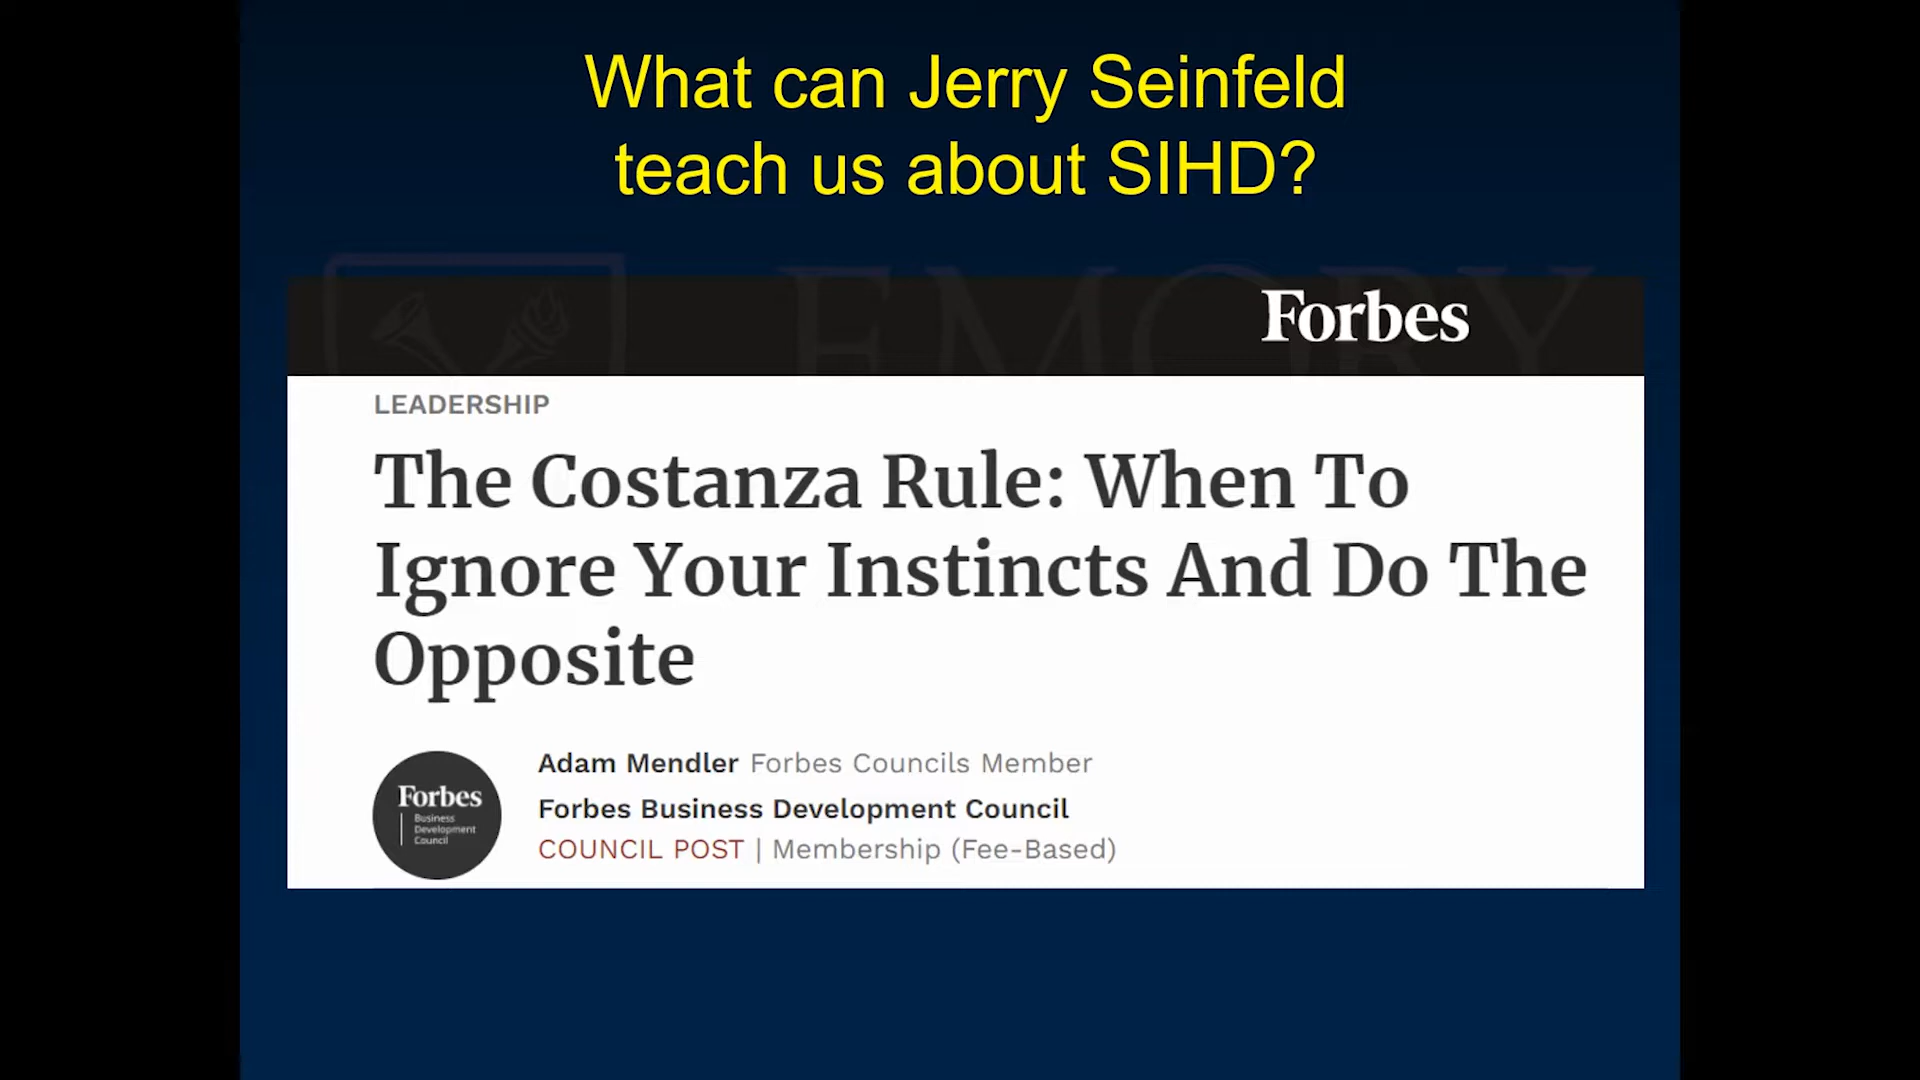 What can Jerry Seinfeld
teach us about SIHD?
EMORY
Forbes
LEADERSHIP
The Costanza Rule: When To
Ignore Your Instincts And Do The
Opposite
Forbes
Business
Development
Council
Adam Mendler Forbes Councils Member
Forbes Business Development Council
COUNCIL POST | Membership (Fee-Based)